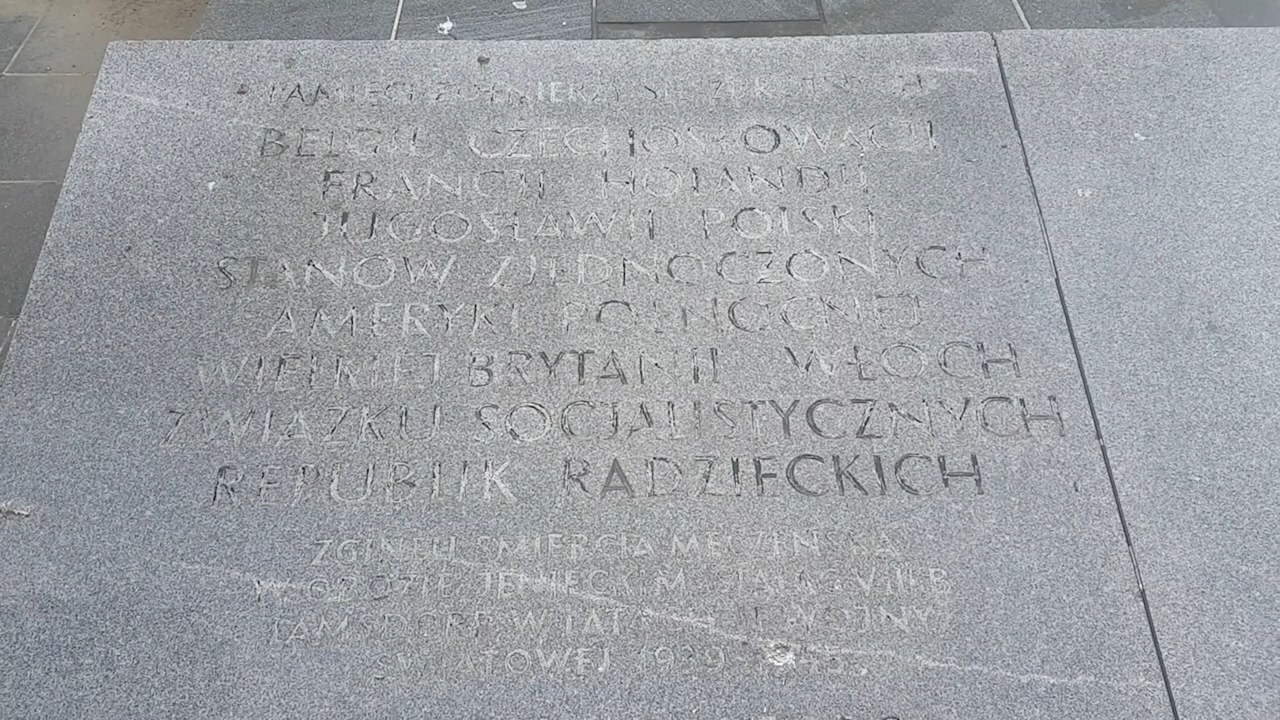 PAMIĘCI ŻOŁNIERZY SIŁ ZBROJNYCH
BELGII CZECHOSŁOWACJI
FRANCJI HOLANDII
JUGOSŁAWII POLSKI
STANÓW ZJEDNOCZONYCH
AMERYKI PÓŁNOCNEJ
WIELKIEJ BRYTANII WŁOCH
ZWIĄZKU SOCJALISTYCZNYCH
REPUBLIK RADZIECKICH
ZGINĘLI ŚMIERCIĄ MĘCZEŃSKĄ
W OBOZIE JENIECKIM STALAG VIII B
LAMSDORF W LATACH II WOJNY
ŚWIATOWEJ 1939-1945